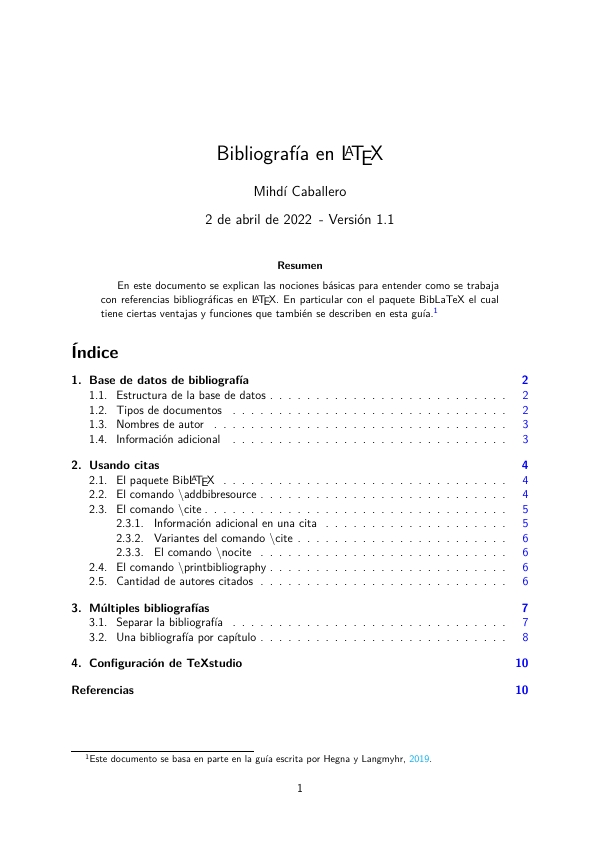 Bibliografía en LATEX
Mihdí Caballero
2 de abril de 2022 - Versión 1.1
Resumen
En este documento se explican las nociones básicas para entender como se trabaja
con referencias bibliográficas en LATEX. En particular con el paquete BibLaTeX el cual
tiene ciertas ventajas y funciones que también se describen en esta guía.1
Índice
1. Base de datos de bibliografía 2
1.1. Estructura de la base de datos . . . . . . . . . . . . . . . . . . . . . . . . . . 2
1.2. Tipos de documentos . . . . . . . . . . . . . . . . . . . . . . . . . . . . . . 2
1.3. Nombres de autor . . . . . . . . . . . . . . . . . . . . . . . . . . . . . . . . 3
1.4. Información adicional . . . . . . . . . . . . . . . . . . . . . . . . . . . . . . 3
2. Usando citas 4
2.1. El paquete BibLATEX . . . . . . . . . . . . . . . . . . . . . . . . . . . . . . . 4
2.2. El comando \addbibresource . . . . . . . . . . . . . . . . . . . . . . . . . . . 4
2.3. El comando \cite . . . . . . . . . . . . . . . . . . . . . . . . . . . . . . . . . 5
2.3.1. Información adicional en una cita . . . . . . . . . . . . . . . . . . . . 5
2.3.2. Variantes del comando \cite . . . . . . . . . . . . . . . . . . . . . . . 6
2.3.3. El comando \nocite . . . . . . . . . . . . . . . . . . . . . . . . . . . 6
2.4. El comando \printbibliography . . . . . . . . . . . . . . . . . . . . . . . . . . 6
2.5. Cantidad de autores citados . . . . . . . . . . . . . . . . . . . . . . . . . . . 6
3. Múltiples bibliografías 7
3.1. Separar la bibliografía . . . . . . . . . . . . . . . . . . . . . . . . . . . . . . 7
3.2. Una bibliografía por capítulo . . . . . . . . . . . . . . . . . . . . . . . . . . . 8
4. Configuración de TeXstudio 10
Referencias 10
1Este documento se basa en parte en la guía escrita por Hegna y Langmyhr, 2019.
1